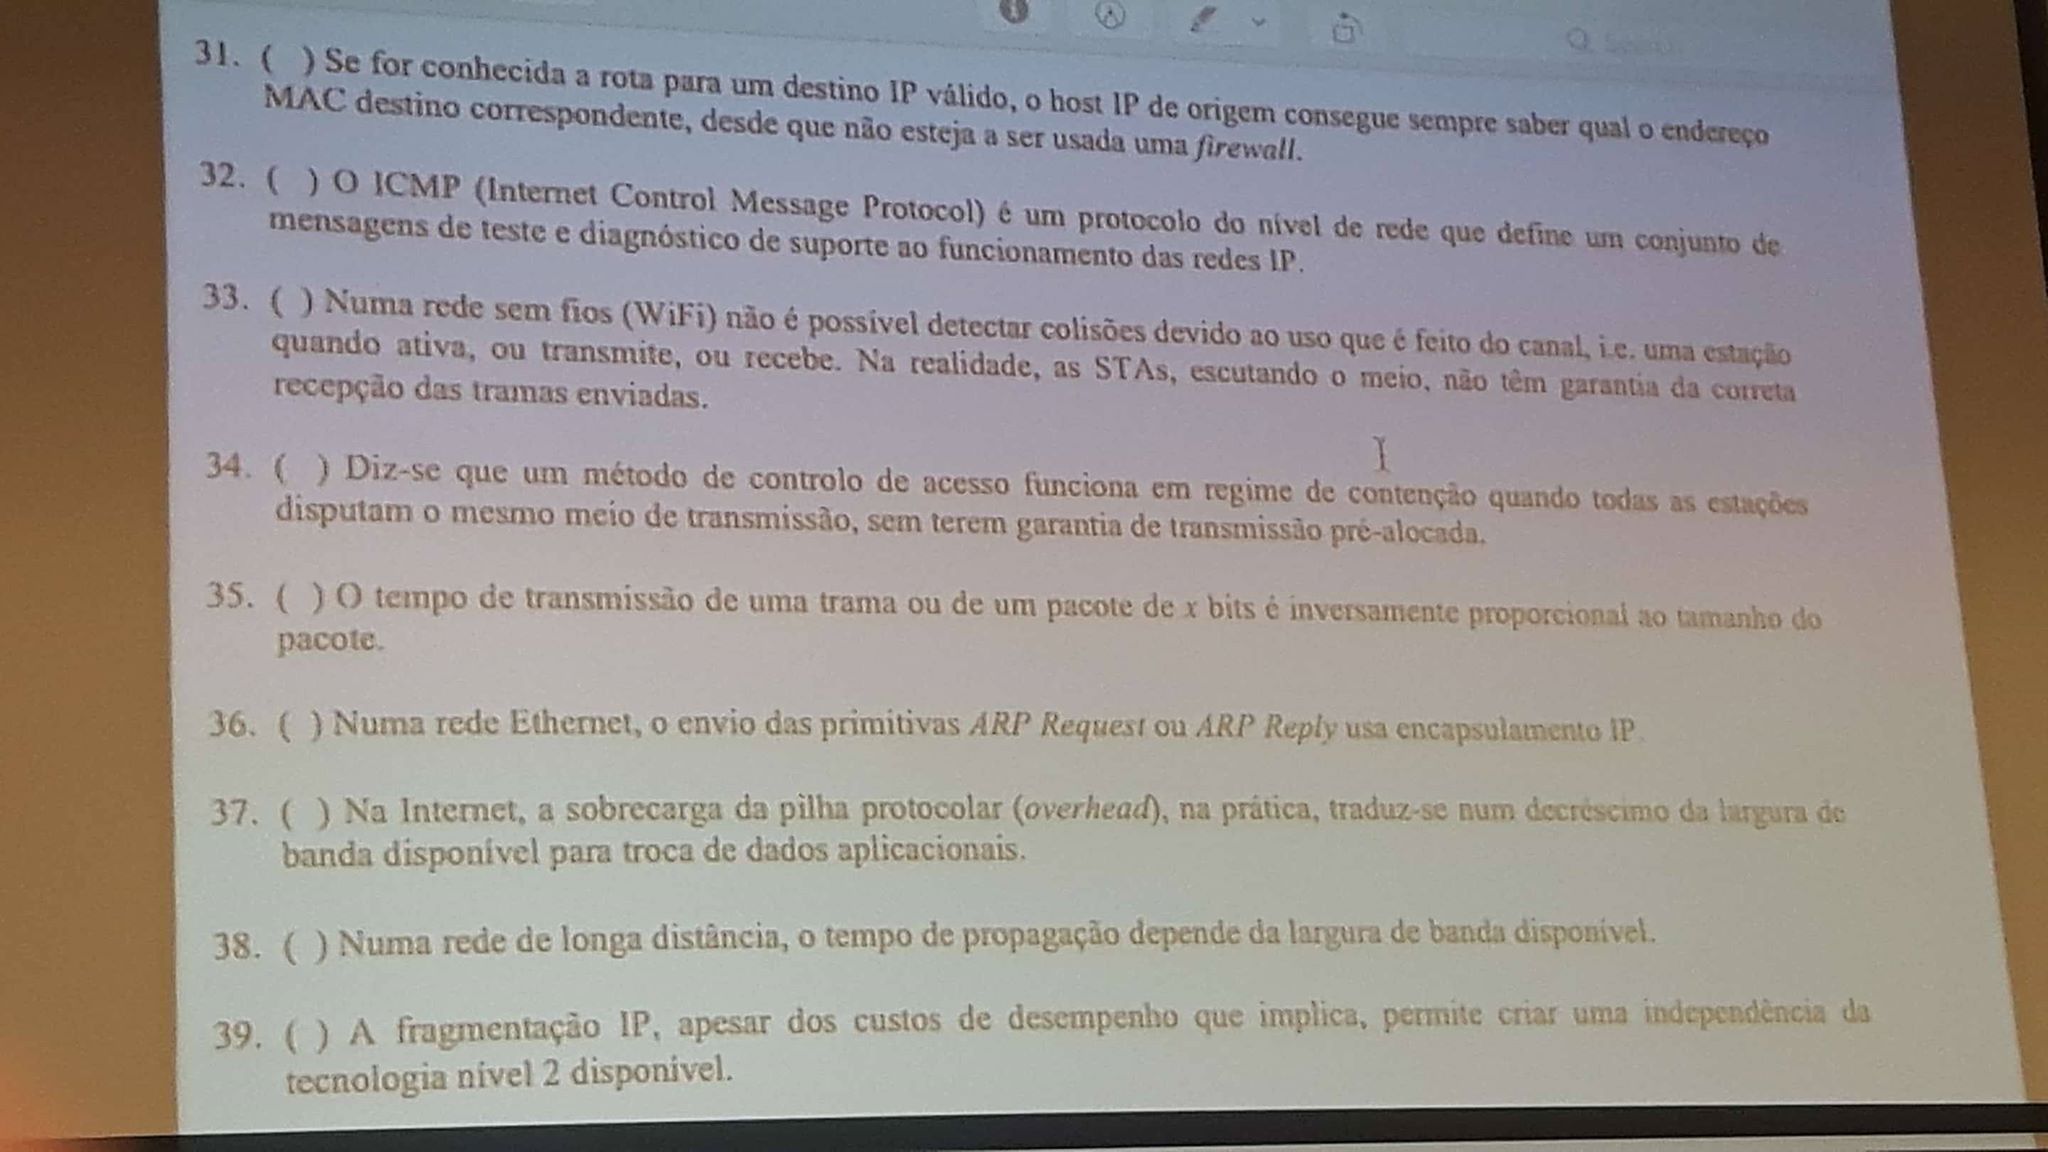 31. ( ) Se for conhecida a rota para um destino IP válido, o host IP de origem consegue sempre saber qual o endereço
MAC destino correspondente, desde que não esteja a ser usada uma firewall.
32. ( ) O ICMP (Internet Control Message Protocol) é um protocolo do nível de rede que define um conjunto de
mensagens de teste e diagnóstico de suporte ao funcionamento das redes IP.
33. ( ) Numa rede sem fios (WiFi) não é possível detectar colisões devido ao uso que é feito do canal, i.e. uma estação
quando ativa, ou transmite, ou recebe. Na realidade, as STAs, escutando o meio, não têm garantia da correta
recepção das tramas enviadas.
34. ( ) Diz-se que um método de controlo de acesso funciona em regime de contenção quando todas as estações
disputam o mesmo meio de transmissão, sem terem garantia de transmissão pré-alocada.
35. ( ) O tempo de transmissão de uma trama ou de um pacote de x bits é inversamente proporcional ao tamanho do
pacote.
36. ( ) Numa rede Ethernet, o envio das primitivas ARP Request ou ARP Reply usa encapsulamento IP.
37. ( ) Na Internet, a sobrecarga da pilha protocolar (overhead), na prática, traduz-se num decréscimo da largura de
banda disponível para troca de dados aplicacionais.
38. ( ) Numa rede de longa distância, o tempo de propagação depende da largura de banda disponível.
39. ( ) A fragmentação IP, apesar dos custos de desempenho que implica, permite criar uma independência da
tecnologia nível 2 disponível.